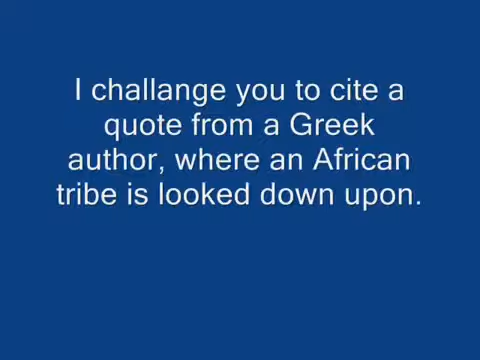 I challange you to cite a
quote from a Greek
author, where an African
tribe is looked down upon.